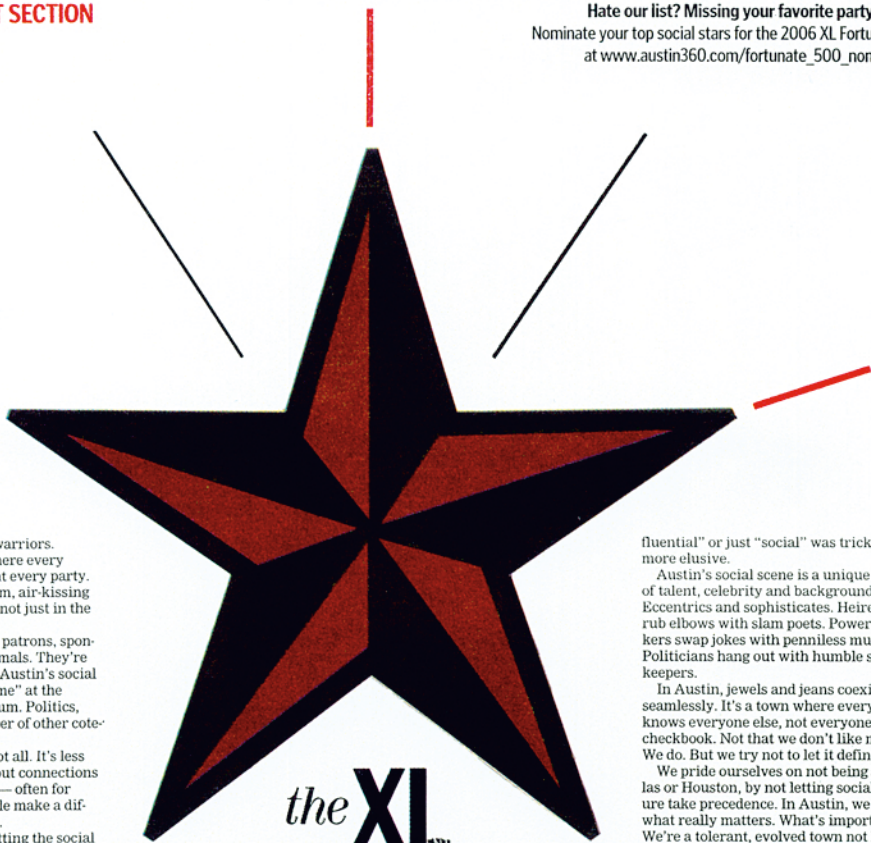 T SECTION
Hate our list? Missing your favorite party
Nominate your top social stars for the 2006 XL Fortu
at www.austin360.com/fortunate_500_nom
warriors.
here every
at every party.
m, air-kissing
not just in the
patrons, spon-
mals. They're
Austin's social
ne" at the
um. Politics,
er of other cote-
ot all. It's less
out connections
— often for
le make a dif-
tting the social
the XL
fluential" or just "social" was trick
more elusive.
Austin's social scene is a unique
of talent, celebrity and background
Eccentrics and sophisticates. Heire
rub elbows with slam poets. Power
kers swap jokes with penniless mu
Politicians hang out with humble s
keepers.
In Austin, jewels and jeans coexi
seamlessly. It's a town where every
knows everyone else, not everyone
checkbook. Not that we don't like m
We do. But we try not to let it defin
We pride ourselves on not being
las or Houston, by not letting social
ure take precedence. In Austin, we
what really matters. What's import
We're a tolerant, evolved town not